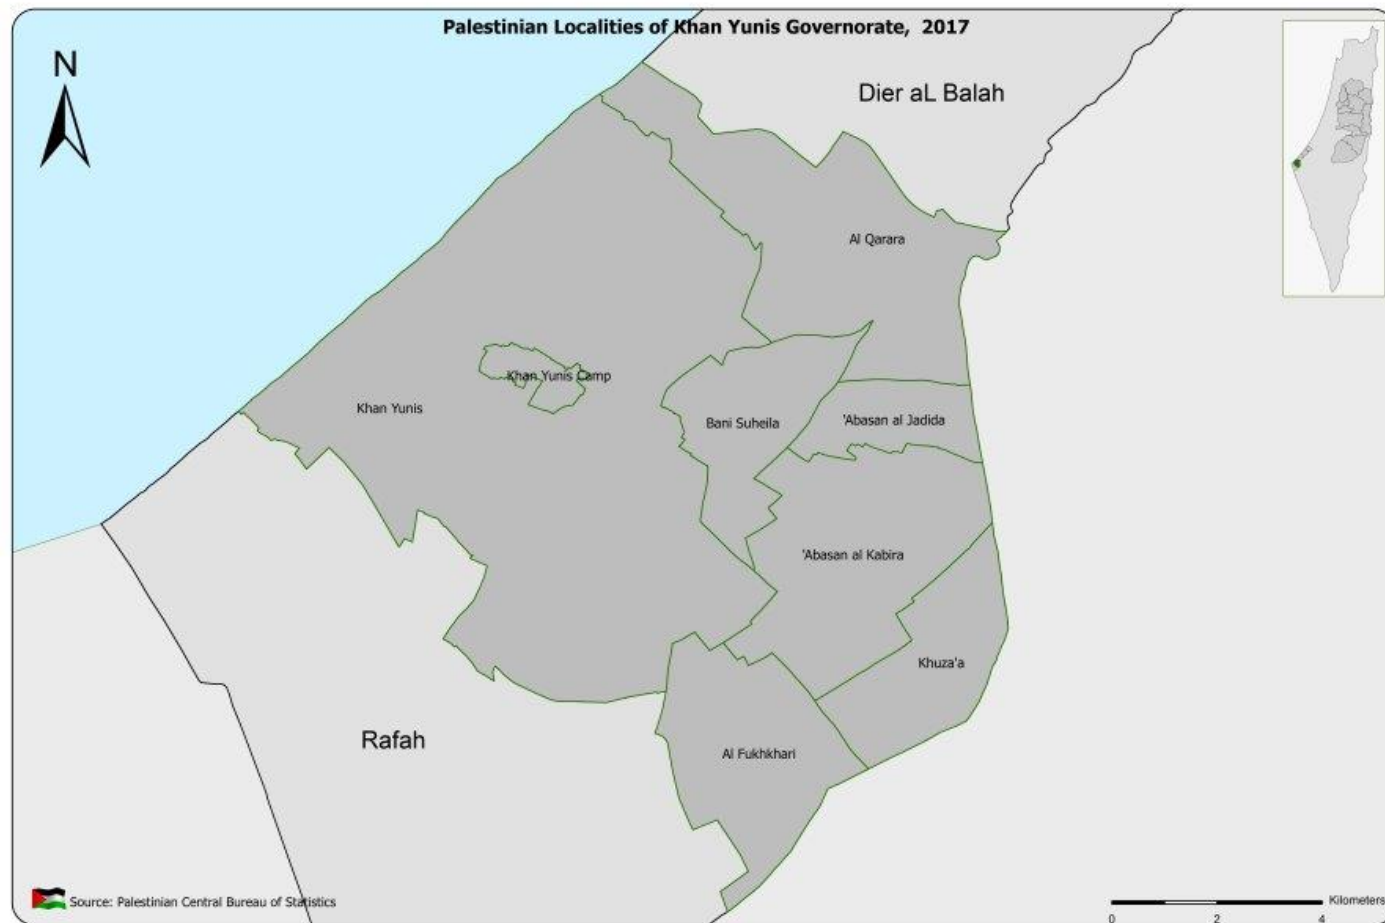 Palestinian Localities of Khan Yunis Governorate, 2017
N
Dier aL Balah
Al Qarara
Khan Yunis Camp
Khan Yunis
Bani Suheila
'Abasan al Jadida
'Abasan al Kabira
Khuza'a
Rafah
Al Fukhkhari
Source: Palestinian Central Bureau of Statistics
Kilometers
0 2 4